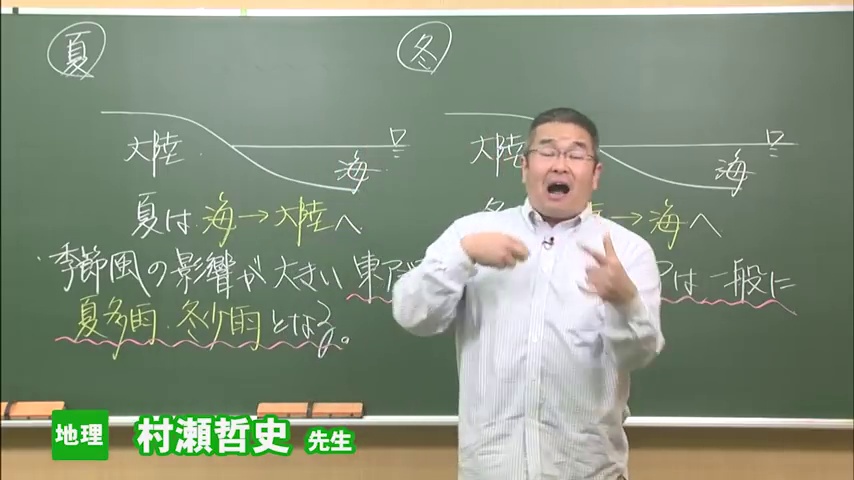 夏
冬
大陸
海
大陸
海
夏は 海→大陸へ
→海へ
季節風の影響が大きい 東ア は一般に
夏多雨・冬少雨となる。
地理 村瀬哲史 先生